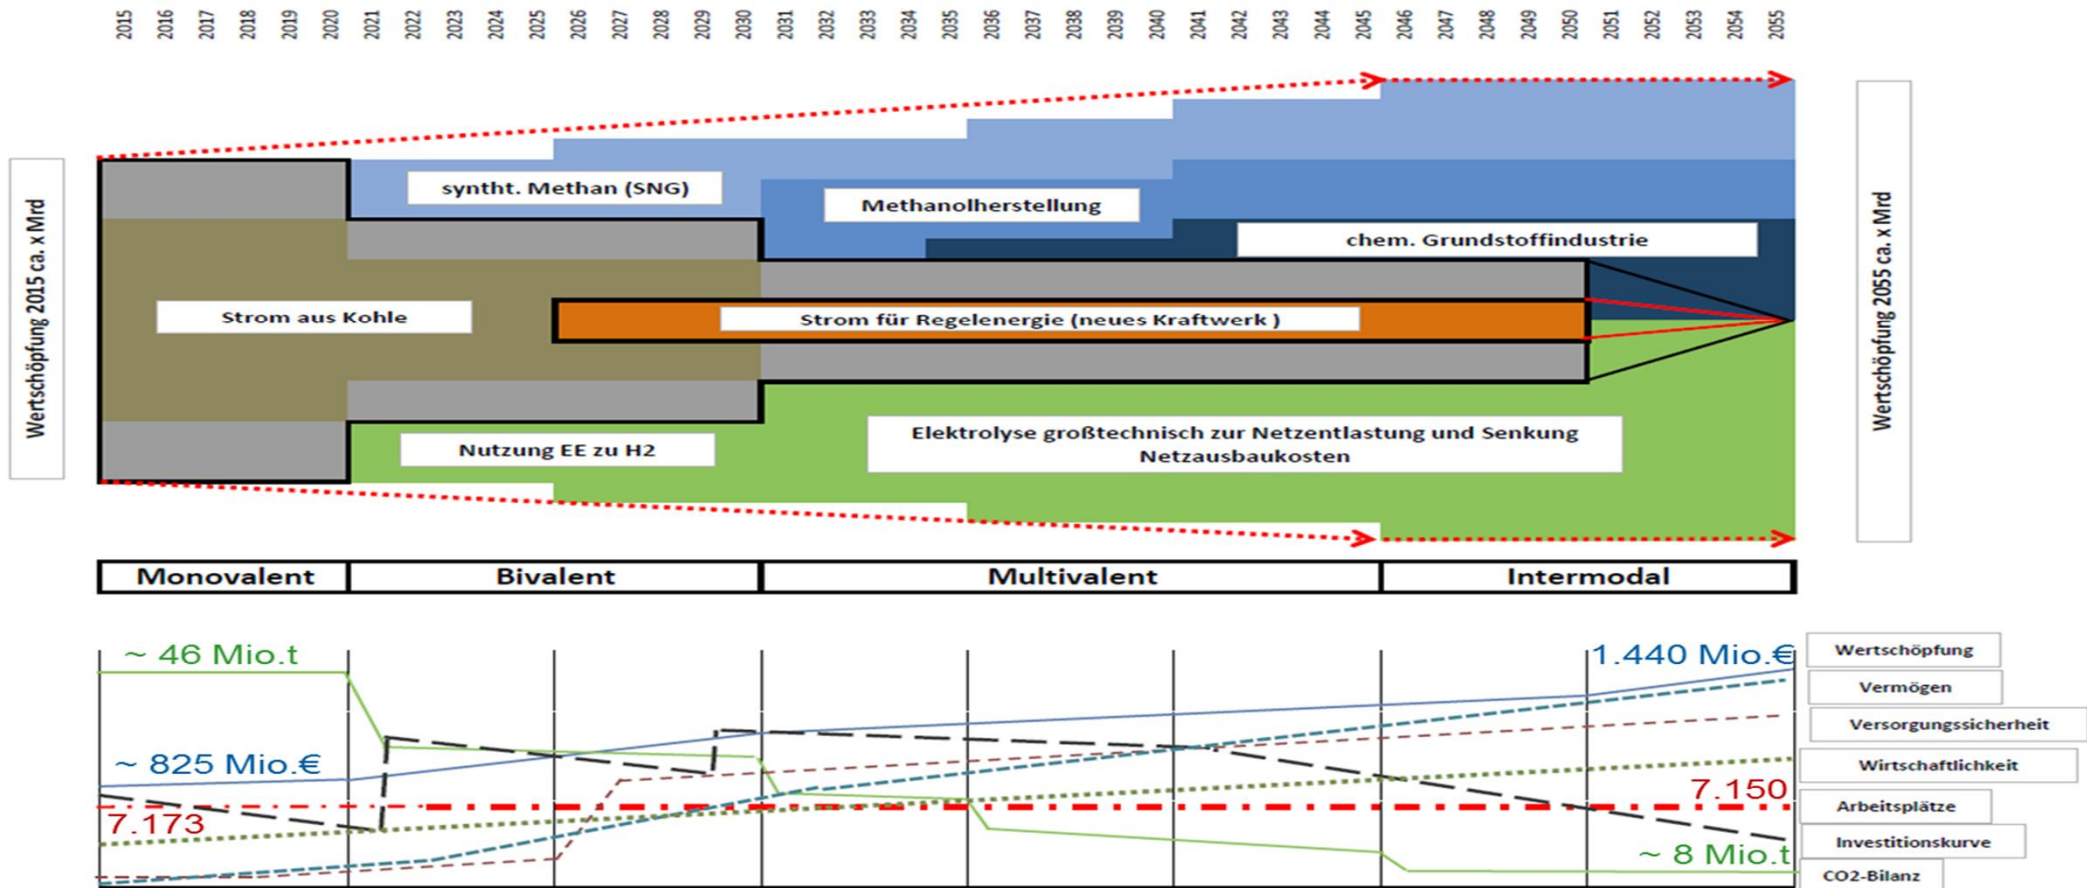 2015 2016 2017 2018 2019 2020 2021 2022 2023 2024 2025 2026 2027 2028 2029 2030 2031 2032 2033 2034 2035 2036 2037 2038 2039 2040 2041 2042 2043 2044 2045 2046 2047 2048 2049 2050 2051 2052 2053 2054 2055
Wertschöpfung 2015 ca. x Mrd
syntht. Methan (SNG)
Methanolherstellung
chem. Grundstoffindustrie
Strom aus Kohle
Strom für Regelenergie (neues Kraftwerk )
Nutzung EE zu H2
Elektrolyse großtechnisch zur Netzentlastung und Senkung
Netzausbaukosten
Wertsschöpfung 2055 ca. x Mrd
Monovalent Bivalent Multivalent Intermodal
~ 46 Mio.t
~ 825 Mio.€
7.173
1.440 Mio.€
7.150
~ 8 Mio.t
Wertschöpfung
Vermögen
Versorgungssicherheit
Wirtschaftlichkeit
Arbeitsplätze
Investitionskurve
CO2-Bilanz